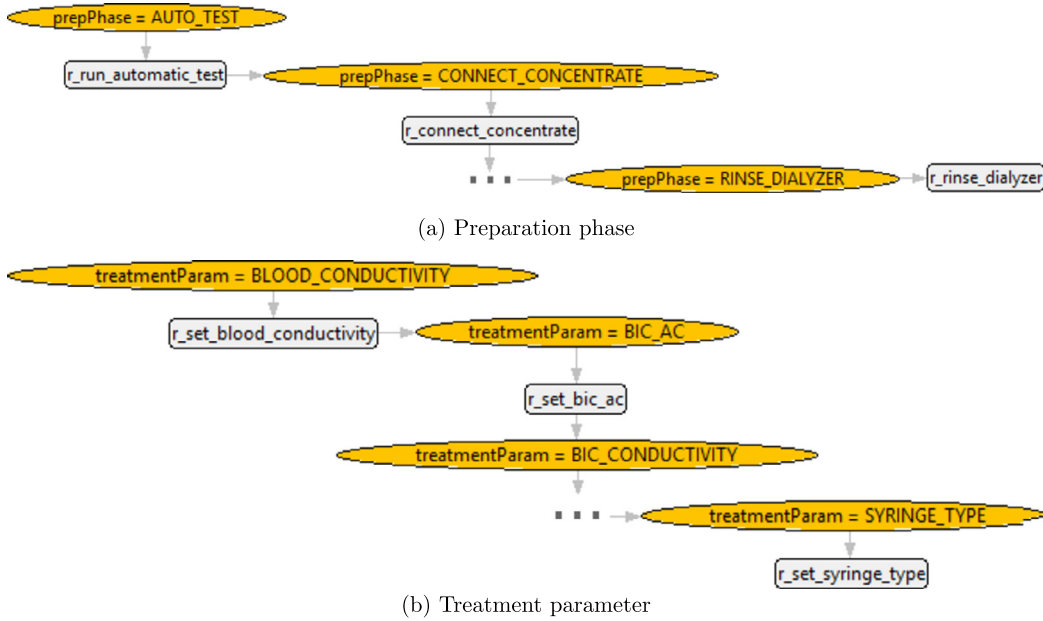 prepPhase = AUTO_TEST
r_run_automatic_test
prepPhase = CONNECT_CONCENTRATE
r_connect_concentrate
prepPhase = RINSE_DIALYZER
r_rinse_dialyzer
(a) Preparation phase
treatmentParam = BLOOD_CONDUCTIVITY
r_set_blood_conductivity
treatmentParam = BIC_AC
r_set_bic_ac
treatmentParam = BIC_CONDUCTIVITY
treatmentParam = SYRINGE_TYPE
r_set_syringe_type
(b) Treatment parameter